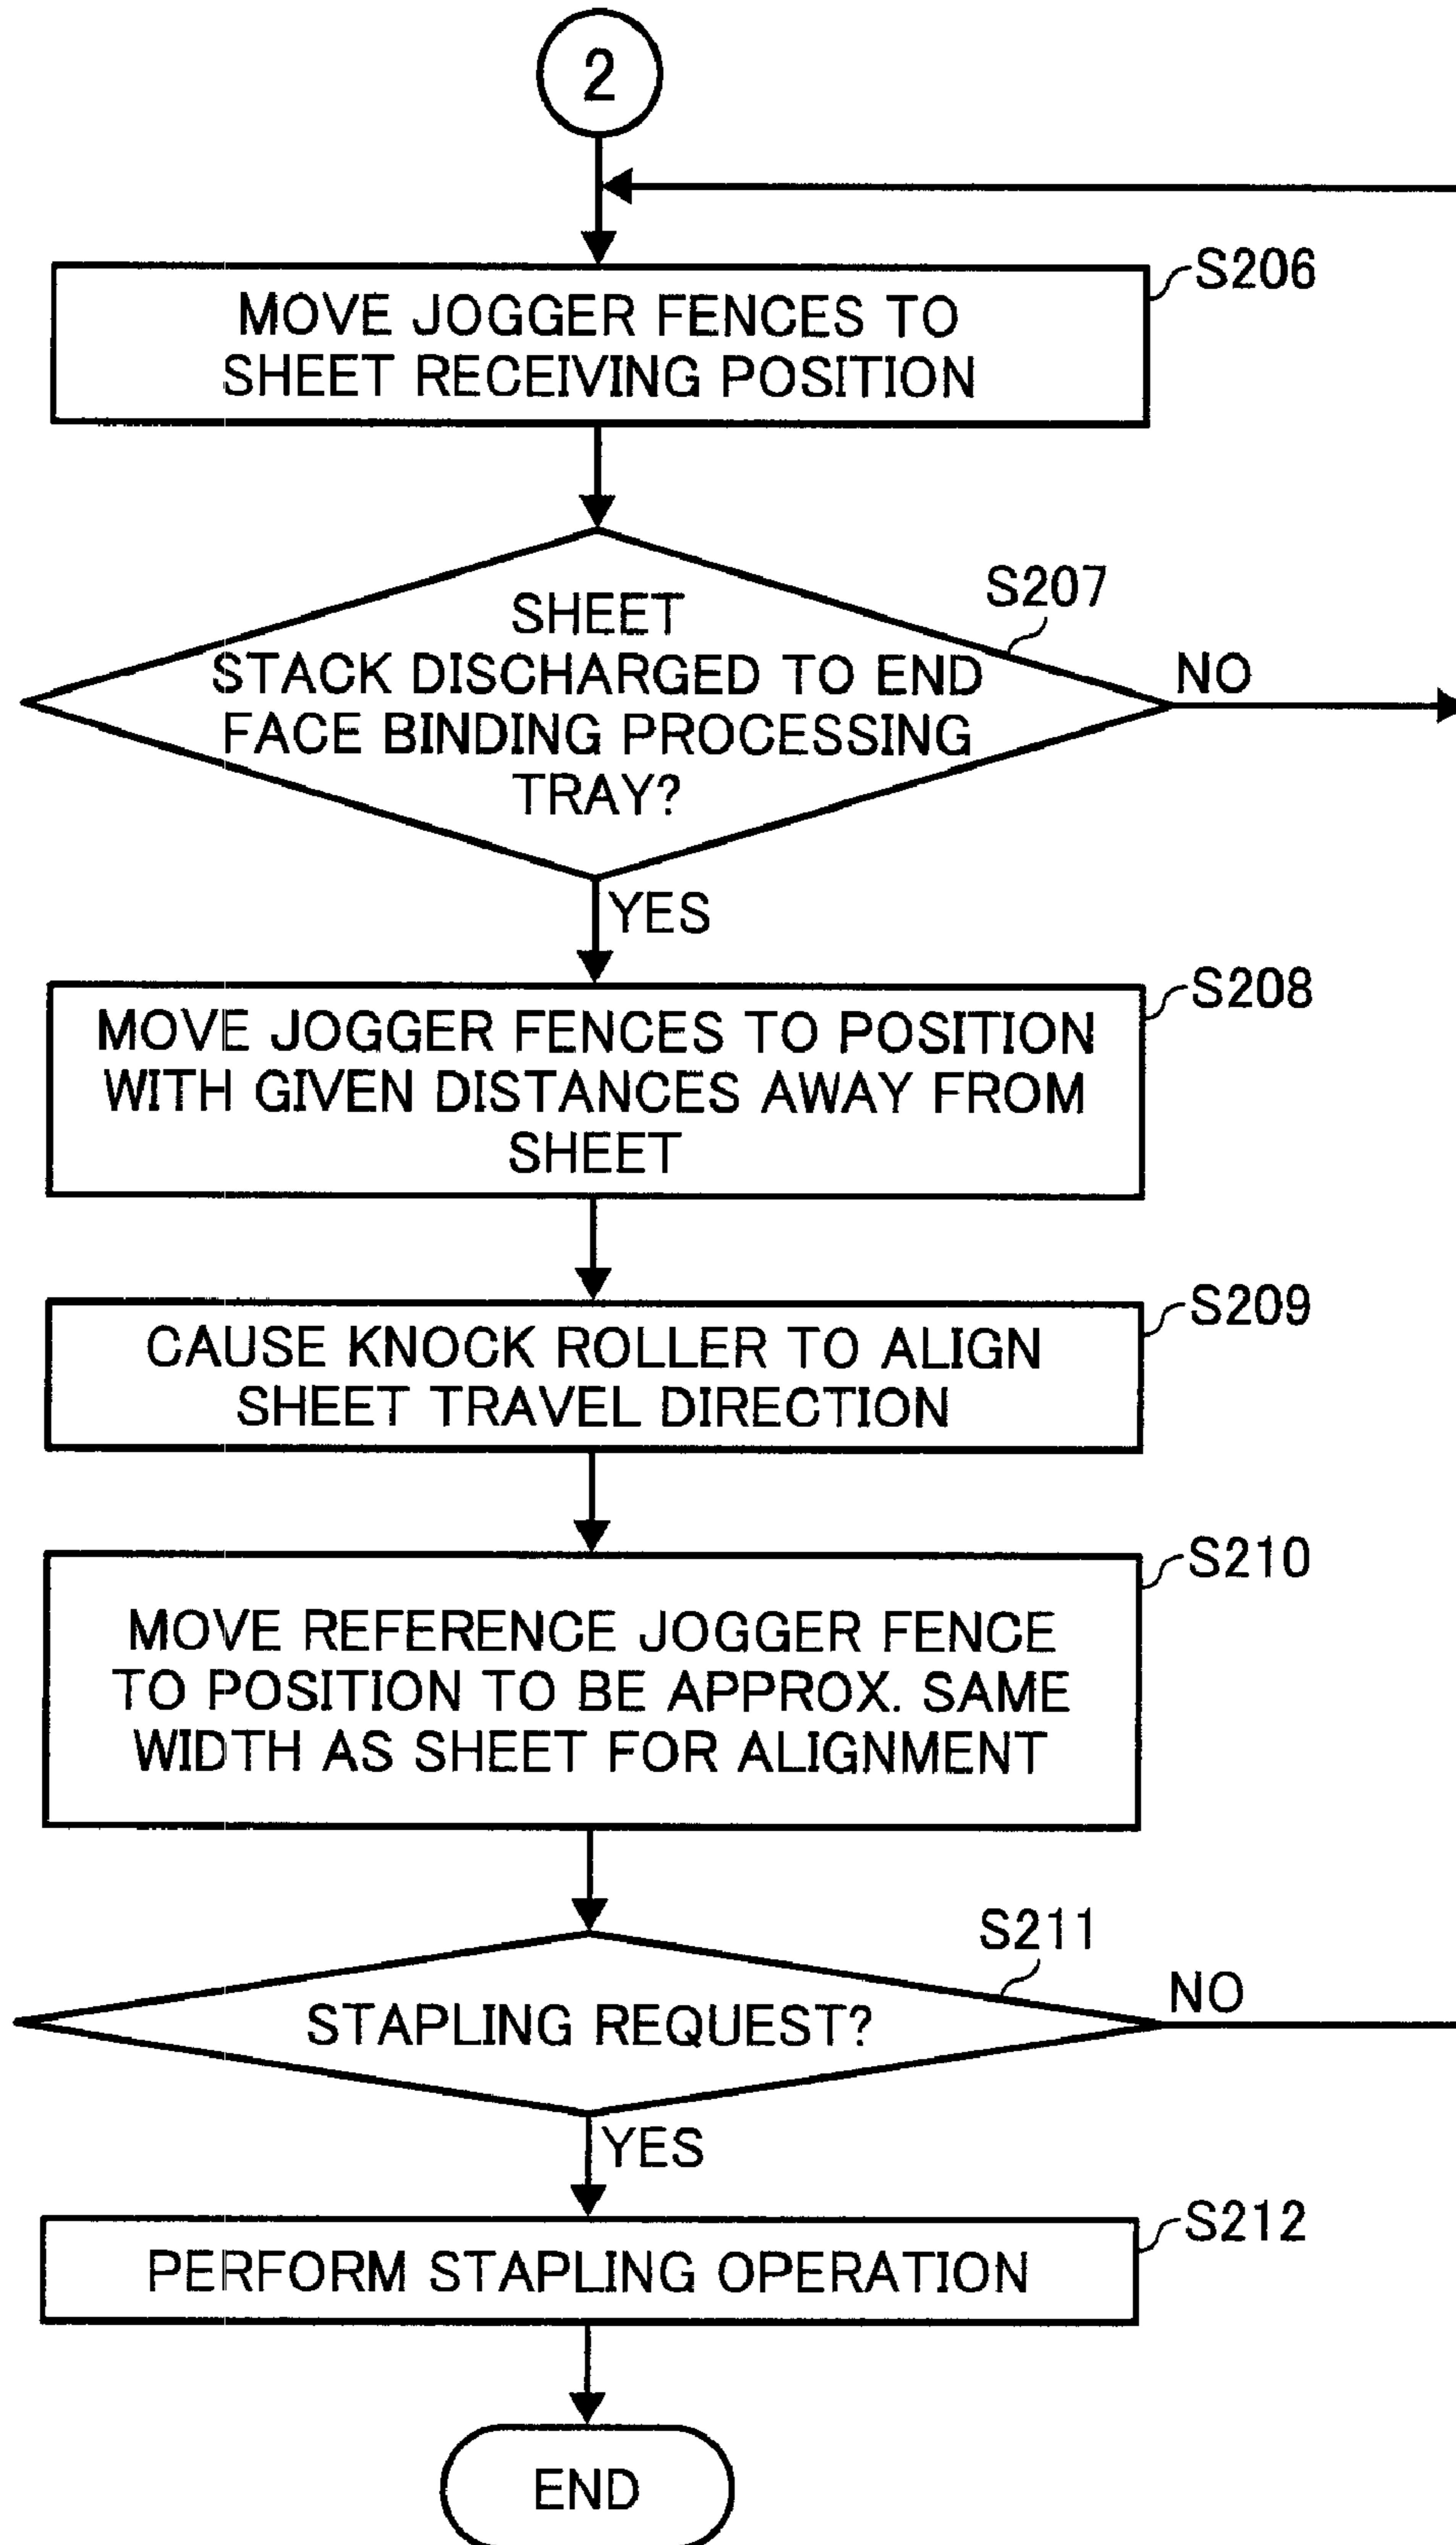 2
S206
MOVE JOGGER FENCES TO
SHEET RECEIVING POSITION
S207
SHEET
STACK DISCHARGED TO END
FACE BINDING PROCESSING
TRAY?
NO
YES
S208
MOVE JOGGER FENCES TO POSITION
WITH GIVEN DISTANCES AWAY FROM
SHEET
S209
CAUSE KNOCK ROLLER TO ALIGN
SHEET TRAVEL DIRECTION
S210
MOVE REFERENCE JOGGER FENCE
TO POSITION TO BE APPROX. SAME
WIDTH AS SHEET FOR ALIGNMENT
S211
STAPLING REQUEST?
NO
YES
S212
PERFORM STAPLING OPERATION
END